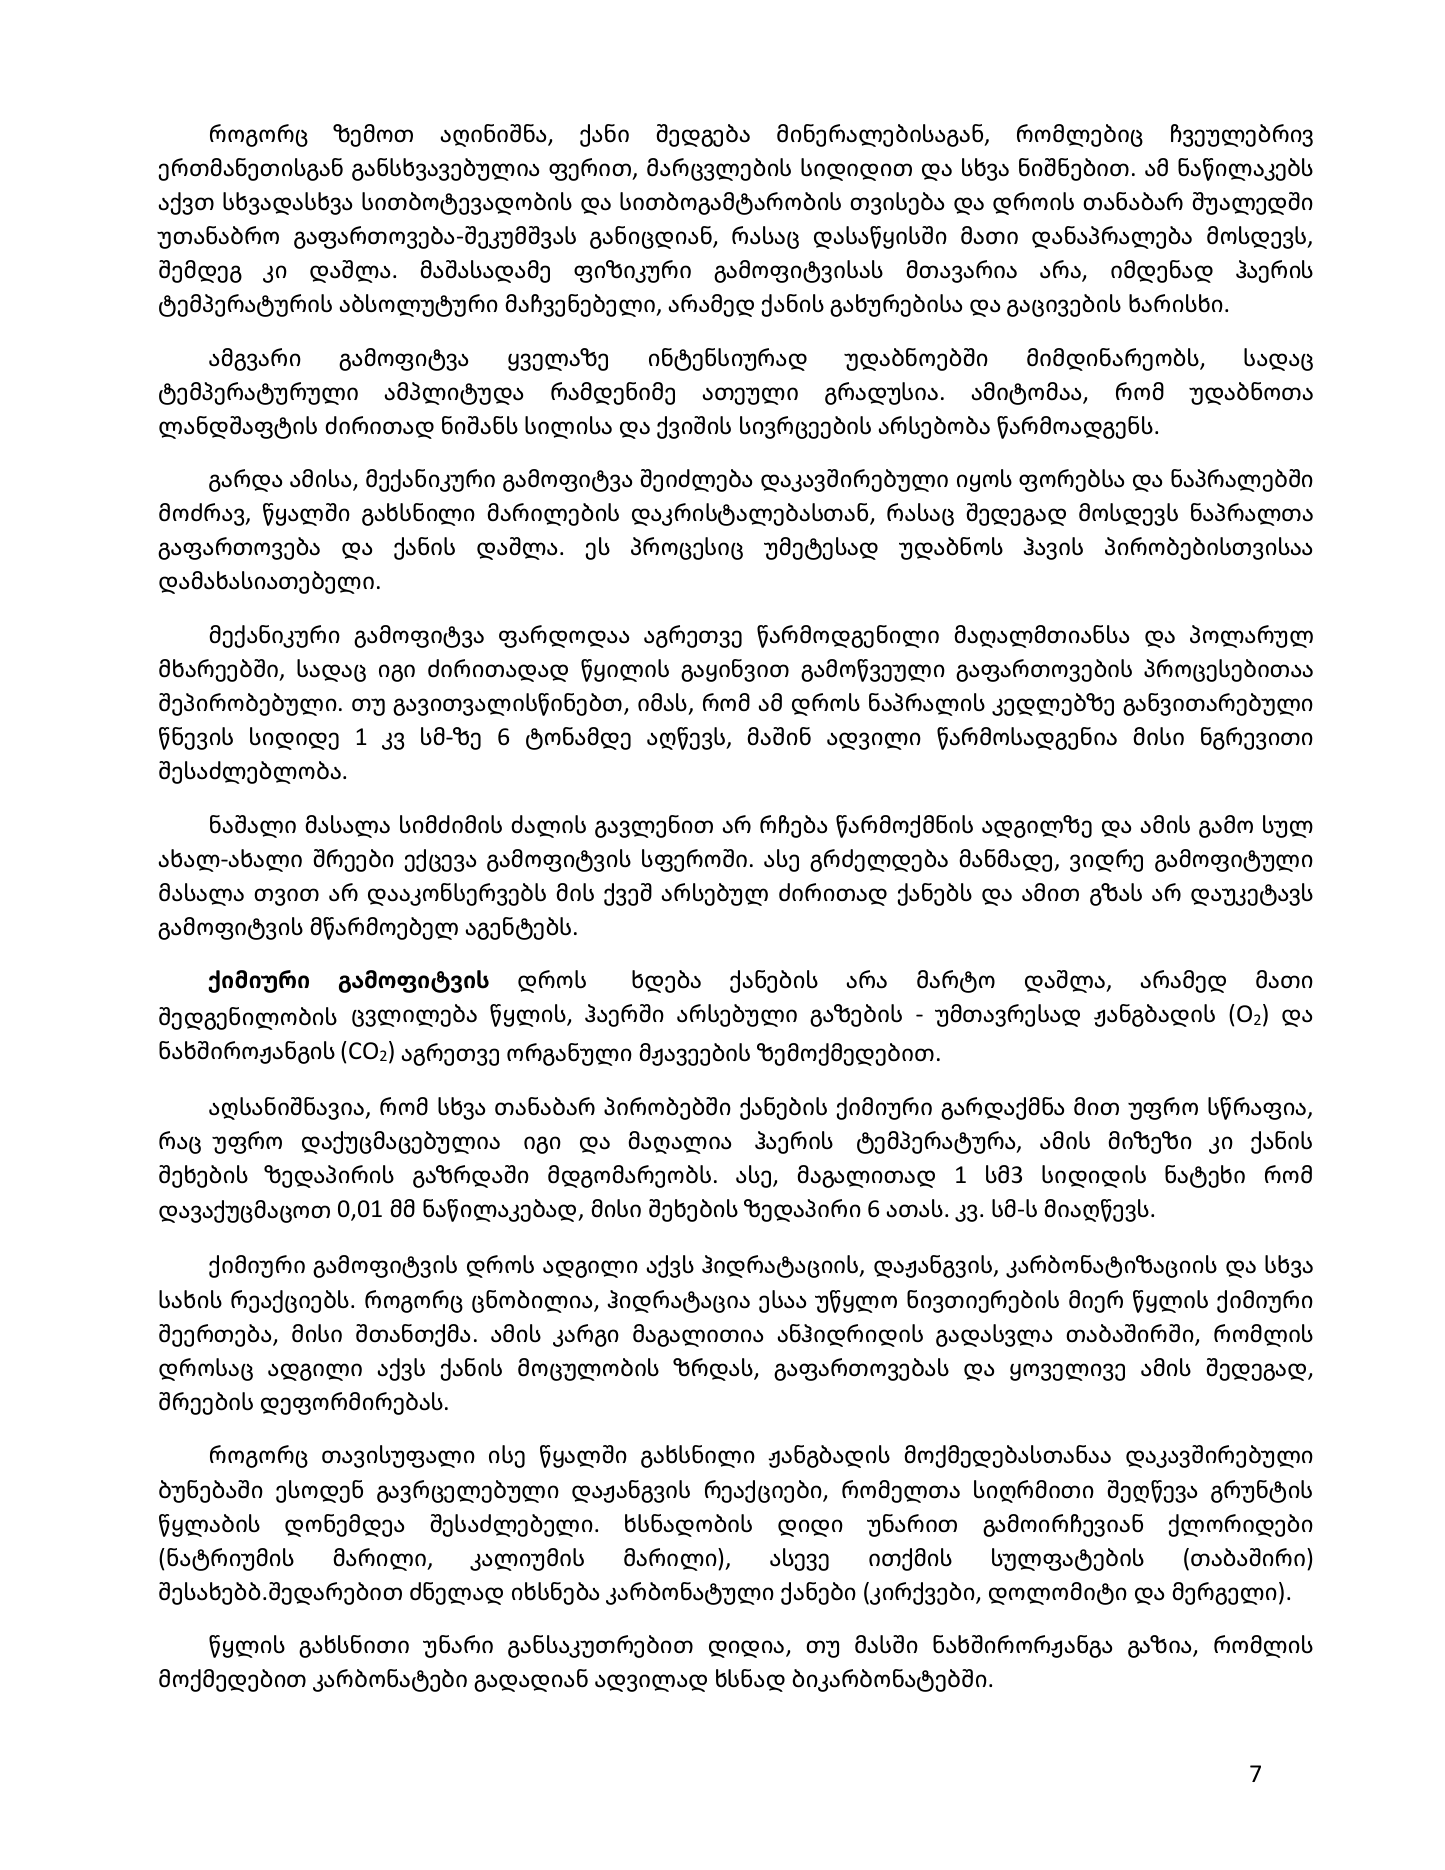 როგორც ზემოთ აღინიშნა, ქანი შედგება მინერალებისაგან, რომლებიც ჩვეულებრივ
ერთმანეთისგან განსხვავებულია ფერით, მარცვლების სიდიდით და სხვა ნიშნებით. ამ ნაწილაკებს
აქვთ სხვადასხვა სითბოტევადობის და სითბოგამტარობის თვისება და დროის თანაბარ შუალედში
უთანაბრო გაფართოვება-შეკუმშვას განიცდიან, რასაც დასაწყისში მათი დანაპრალება მოსდევს,
შემდეგ კი დაშლა. მაშასადამე ფიზიკური გამოფიტვისას მთავარია არა, იმდენად ჰაერის
ტემპერატურის აბსოლუტური მაჩვენებელი, არამედ ქანის გახურებისა და გაცივების ხარისხი.
ამგვარი გამოფიტვა ყველაზე ინტენსიურად უდაბნოებში მიმდინარეობს, სადაც
ტემპერატურული ამპლიტუდა რამდენიმე ათეული გრადუსია. ამიტომაა, რომ უდაბნოთა
ლანდშაფტის ძირითად ნიშანს სილისა და ქვიშის სივრცეების არსებობა წარმოადგენს.
გარდა ამისა, მექანიკური გამოფიტვა შეიძლება დაკავშირებული იყოს ფორებსა და ნაპრალებში
მოძრავ, წყალში გახსნილი მარილების დაკრისტალებასთან, რასაც შედეგად მოსდევს ნაპრალთა
გაფართოვება და ქანის დაშლა. ეს პროცესიც უმეტესად უდაბნოს ჰავის პირობებისთვისაა
დამახასიათებელი.
მექანიკური გამოფიტვა ფართოდაა აგრეთვე წარმოდგენილი მაღალმთიანსა და პოლარულ
მხარეებში, სადაც იგი ძირითადად წყილის გაყინვით გამოწვეული გაფართოვების პროცესებითაა
შეპირობებული. თუ გავითვალისწინებთ, იმას, რომ ამ დროს ნაპრალის კედლებზე განვითარებული
წნევის სიდიდე 1 კვ სმ-ზე 6 ტონამდე აღწევს, მაშინ ადვილი წარმოსადგენია მისი ნგრევითი
შესაძლებლობა.
ნაშალი მასალა სიმძიმის ძალის გავლენით არ რჩება წარმოქმნის ადგილზე და ამის გამო სულ
ახალ-ახალი შრეები ექცევა გამოფიტვის სფეროში. ასე გრძელდება მანმადე, ვიდრე გამოფიტული
მასალა თვით არ დააკონსერვებს მის ქვეშ არსებულ ძირითად ქანებს და ამით გზას არ დაუკეტავს
გამოფიტვის მწარმოებელ აგენტებს.
ქიმიური გამოფიტვის დროს ხდება ქანების არა მარტო დაშლა, არამედ მათი
შედგენილობის ცვლილება წყლის, ჰაერში არსებული გაზების - უმთავრესად ჟანგბადის (O₂) და
ნახშიროჟანგის (CO₂) აგრეთვე ორგანული მჟავეების ზემოქმედებით.
აღსანიშნავია, რომ სხვა თანაბარ პირობებში ქანების ქიმიური გარდაქმნა მით უფრო სწრაფია,
რაც უფრო დაქუცმაცებულია იგი და მაღალია ჰაერის ტემპერატურა, ამის მიზეზი კი ქანის
შეხების ზედაპირის გაზრდაში მდგომარეობს. ასე, მაგალითად 1 სმ3 სიდიდის ნატეხი რომ
დავაქუცმაცოთ 0,01 მმ ნაწილაკებად, მისი შეხების ზედაპირი 6 ათას. კვ. სმ-ს მიაღწევს.
ქიმიური გამოფიტვის დროს ადგილი აქვს ჰიდრატაციის, დაჟანგვის, კარბონატიზაციის და სხვა
სახის რეაქციებს. როგორც ცნობილია, ჰიდრატაცია ესაა უწყლო ნივთიერების მიერ წყლის ქიმიური
შეერთება, მისი შთანთქმა. ამის კარგი მაგალითია ანჰიდრიდის გადასვლა თაბაშირში, რომლის
დროსაც ადგილი აქვს ქანის მოცულობის ზრდას, გაფართოვებას და ყოველივე ამის შედეგად,
შრეების დეფორმირებას.
როგორც თავისუფალი ისე წყალში გახსნილი ჟანგბადის მოქმედებასთანაა დაკავშირებული
ბუნებაში ესოდენ გავრცელებული დაჟანგვის რეაქციები, რომელთა სიღრმითი შეღწევა გრუნტის
წყლაბის დონემდეა შესაძლებელი. ხსნადობის დიდი უნარით გამოირჩევიან ქლორიდები
(ნატრიუმის მარილი, კალიუმის მარილი), ასევე ითქმის სულფატების (თაბაშირი)
შესახებბ.შედარებით ძნელად იხსნება კარბონატული ქანები (კირქვები, დოლომიტი და მერგელი).
წყლის გახსნითი უნარი განსაკუთრებით დიდია, თუ მასში ნახშირორჟანგა გაზია, რომლის
მოქმედებით კარბონატები გადადიან ადვილად ხსნად ბიკარბონატებში.
7